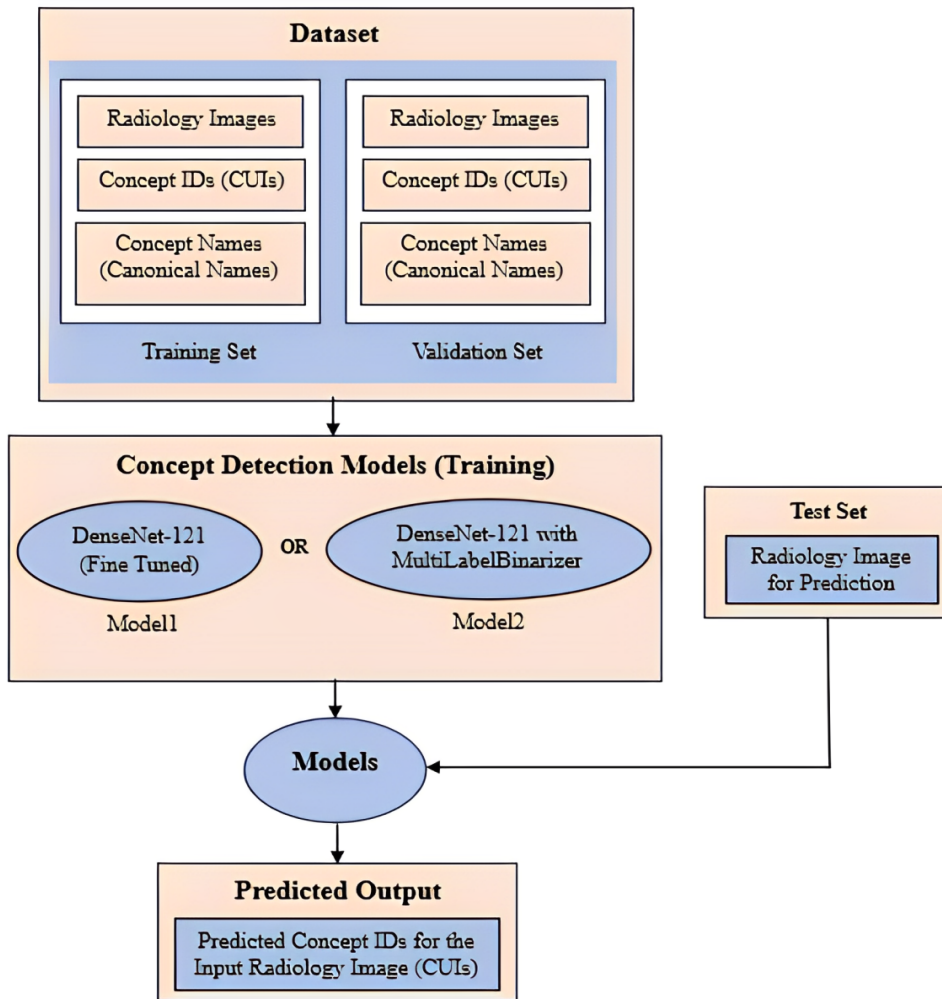 Dataset
Radiology Images
Concept IDs (CUIs)
Concept Names
(Canonical Names)
Training Set
Radiology Images
Concept IDs (CUIs)
Concept Names
(Canonical Names)
Validation Set
Concept Detection Models (Training)
DenseNet-121
(Fine Tuned)
Model1
OR
DenseNet-121 with
MultiLabelBinarizer
Model2
Test Set
Radiology Image
for Prediction
Models
Predicted Output
Predicted Concept IDs for the
Input Radiology Image (CUIs)